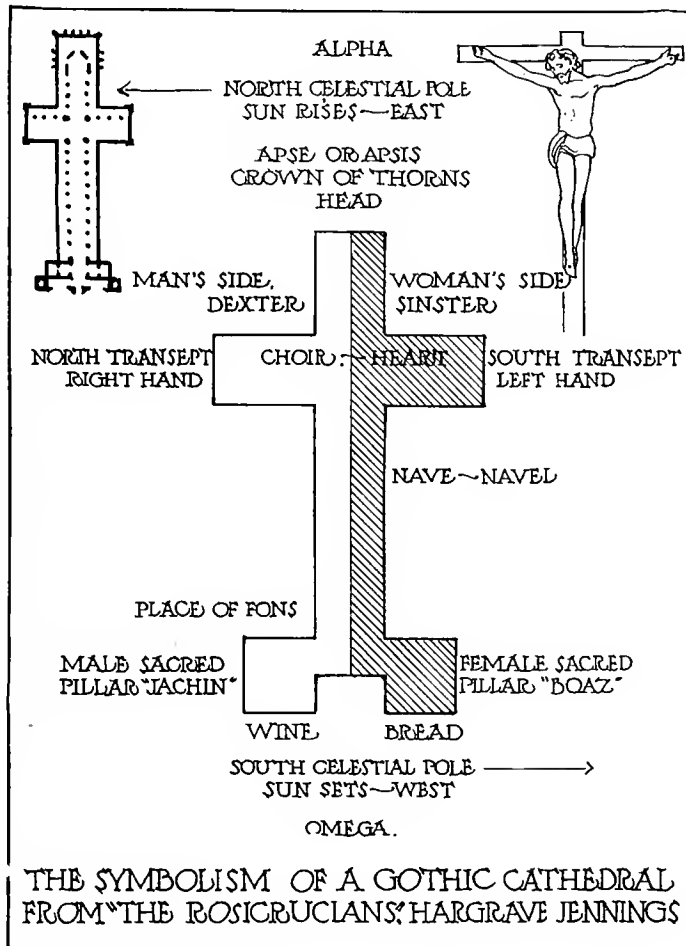 ALPHA
NORTH CELESTIAL POLE
SUN RISES~EAST
APSE OR APSIS
CROWN OF THORNS
HEAD
MAN'S SIDE,
DEXTER
WOMAN'S SIDE
SINSTER
NORTH TRANSEPT
RIGHT HAND
CHOIR:~HEART
SOUTH TRANSEPT
LEFT HAND
NAVE~NAVEL
PLACE OF FONS
MALE SACRED
PILLAR "JACHIN"
FEMALE SACRED
PILLAR "BOAZ"
WINE
BREAD
SOUTH CELESTIAL POLE
SUN SETS~WEST
OMEGA.
THE SYMBOLISM OF A GOTHIC CATHEDRAL
FROM "THE ROSICRUCIANS": HARGRAVE JENNINGS